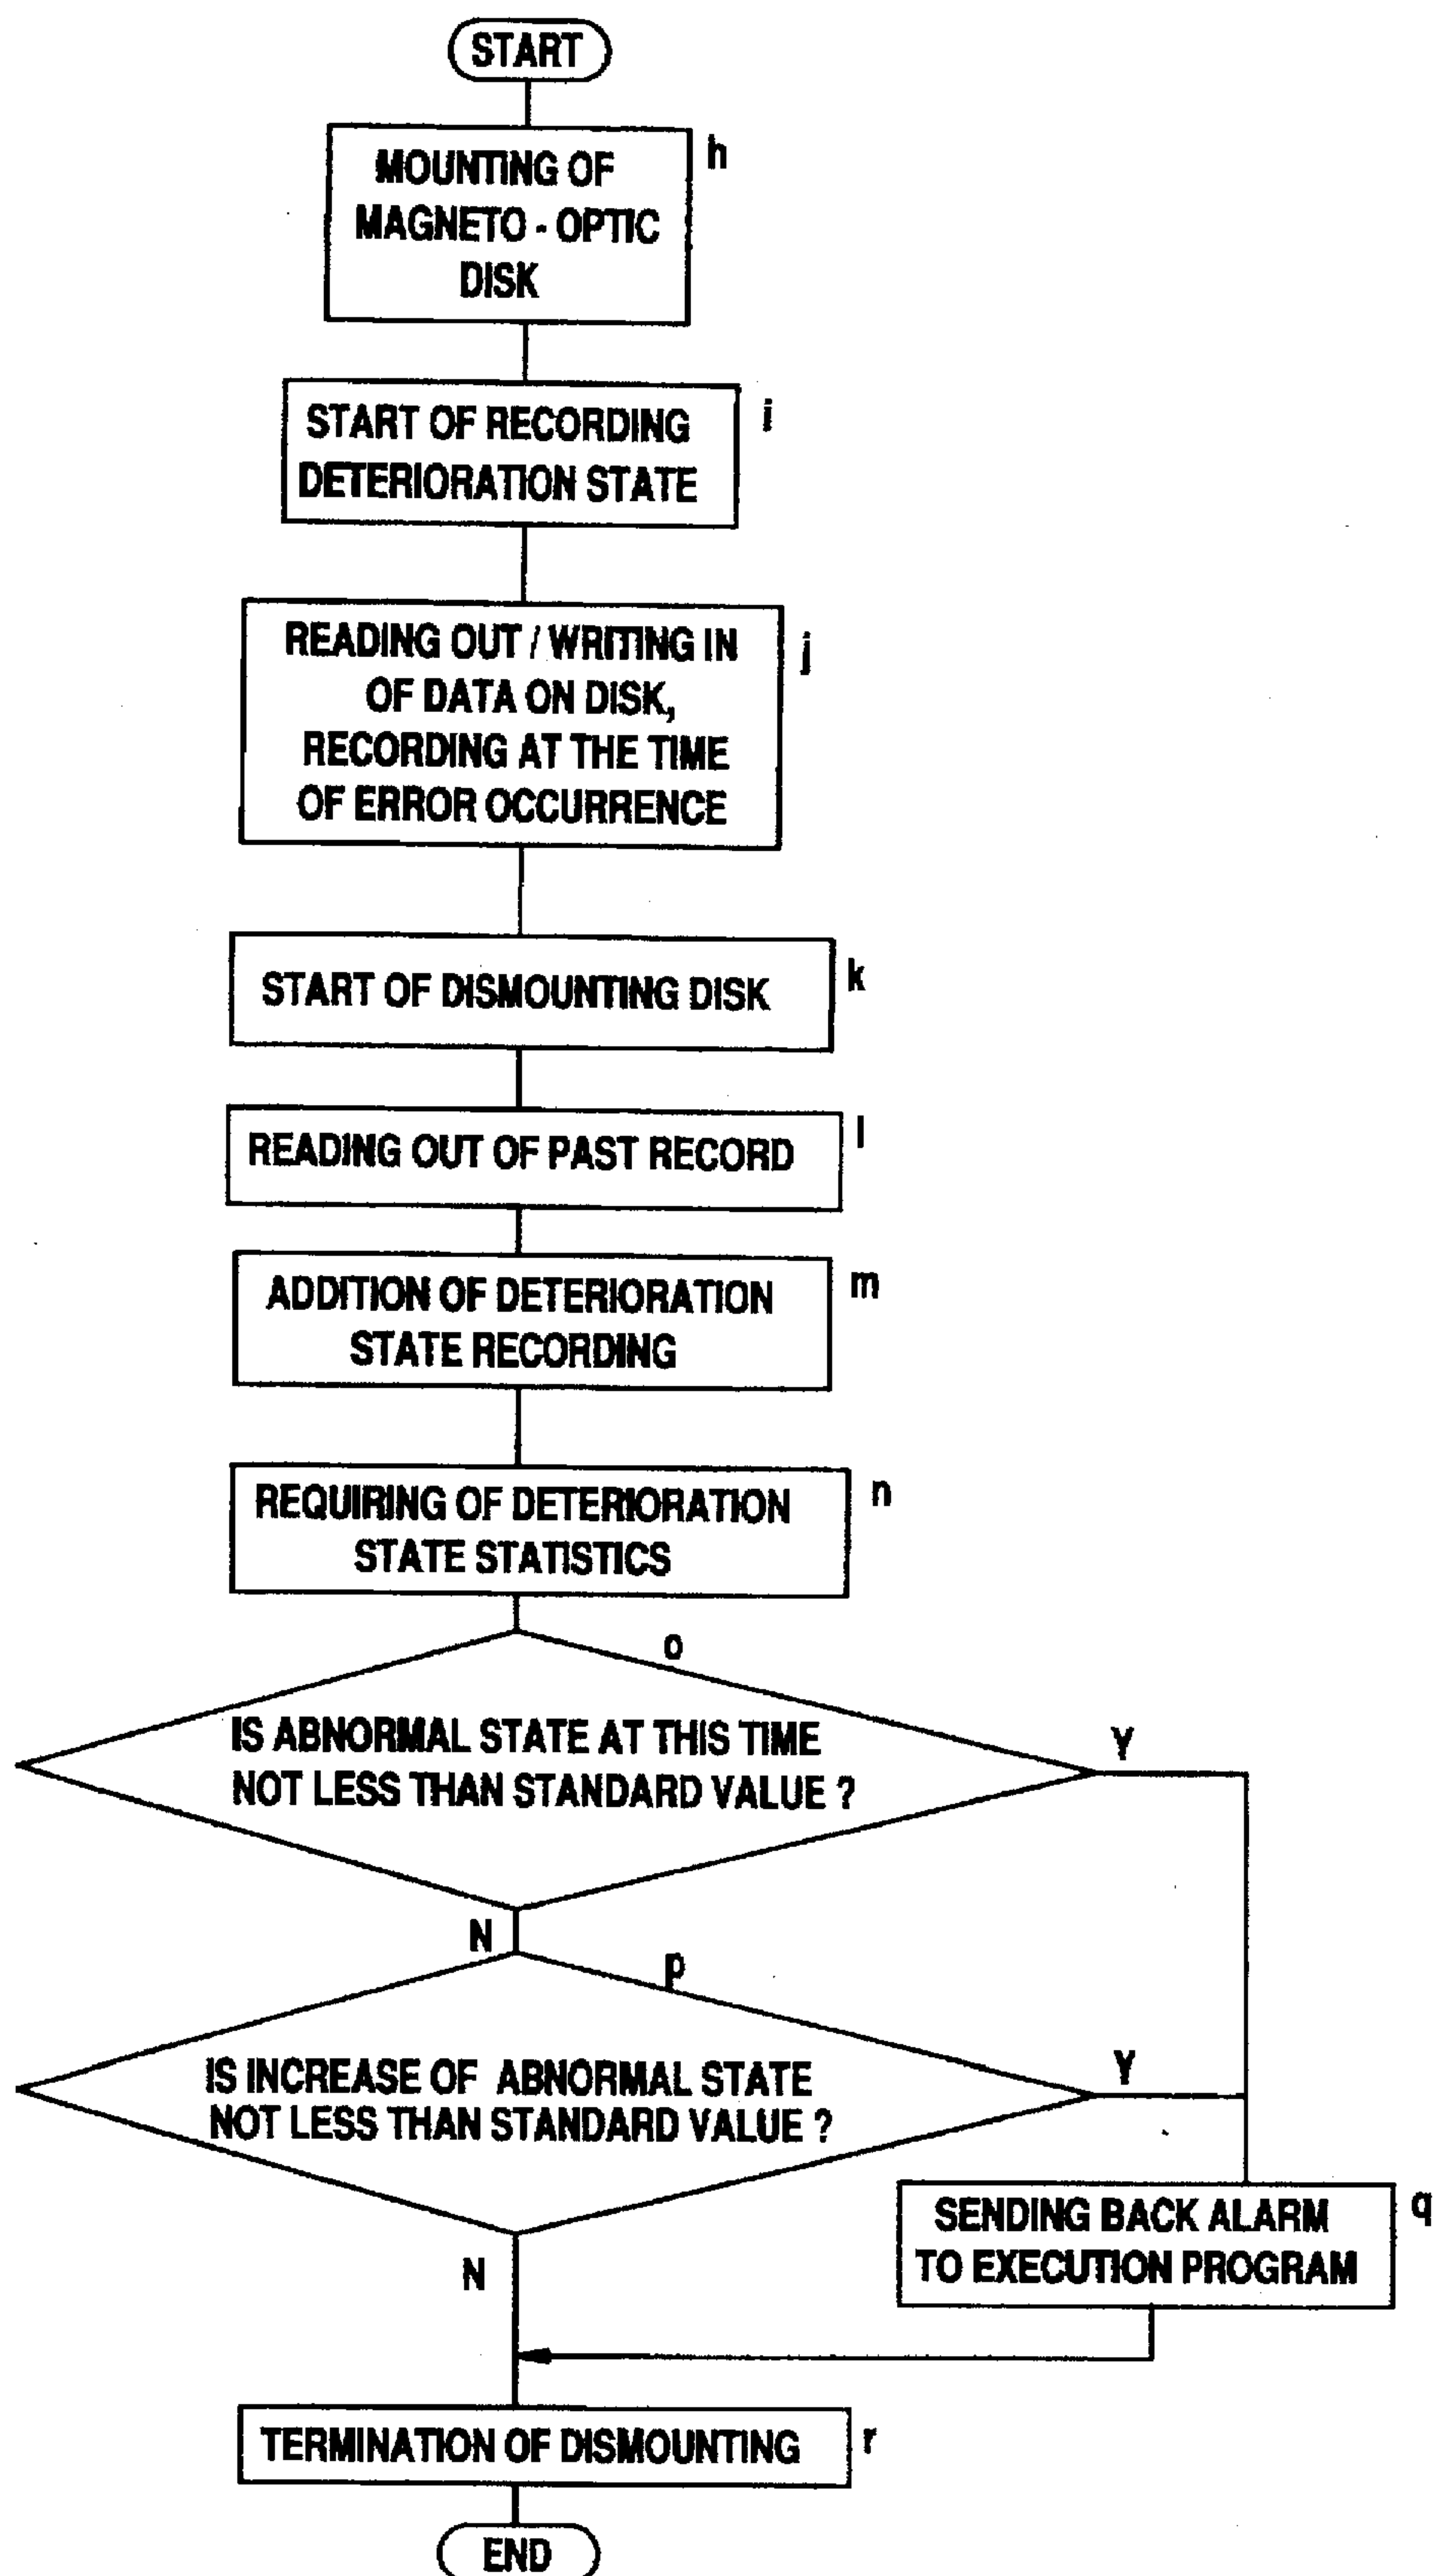 START
MOUNTING OF
MAGNETO - OPTIC
DISK
h
START OF RECORDING
DETERIORATION STATE
i
READING OUT / WRITING IN
OF DATA ON DISK,
RECORDING AT THE TIME
OF ERROR OCCURRENCE
j
START OF DISMOUNTING DISK
k
READING OUT OF PAST RECORD
l
ADDITION OF DETERIORATION
STATE RECORDING
m
REQUIRING OF DETERIORATION
STATE STATISTICS
n
o
IS ABNORMAL STATE AT THIS TIME
NOT LESS THAN STANDARD VALUE ?
Y
N
p
IS INCREASE OF ABNORMAL STATE
NOT LESS THAN STANDARD VALUE ?
Y
N
SENDING BACK ALARM
TO EXECUTION PROGRAM
q
TERMINATION OF DISMOUNTING
r
END